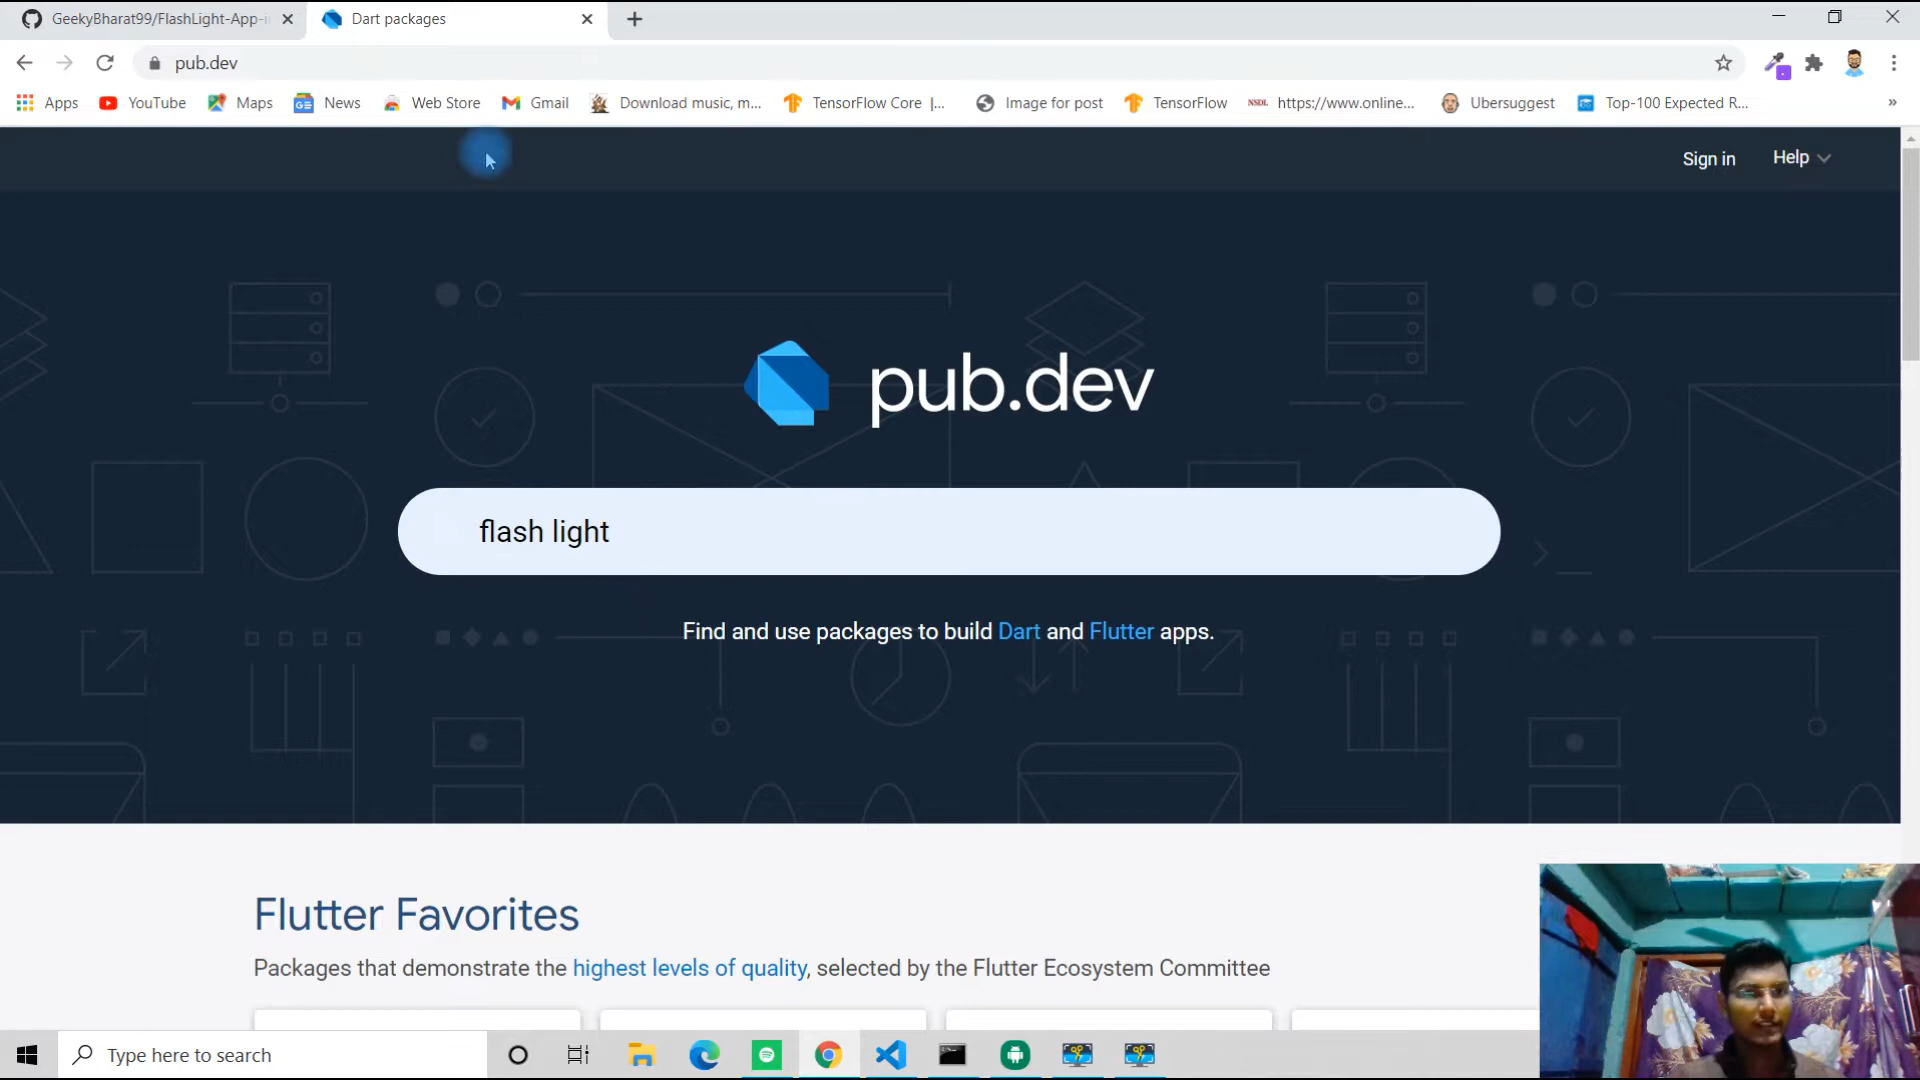 GeekyBharat99/FlashLight-App-i
Dart packages
pub.dev
Apps
YouTube
Maps
News
Web Store
Gmail
Download music, m...
TensorFlow Core |...
Image for post
TensorFlow
NSDL
https://www.online...
Ubersuggest
Top-100 Expected R...
»
Sign in
Help
pub.dev
flash light
Find and use packages to build Dart and Flutter apps.
Flutter Favorites
Packages that demonstrate the highest levels of quality, selected by the Flutter Ecosystem Committee
Type here to search